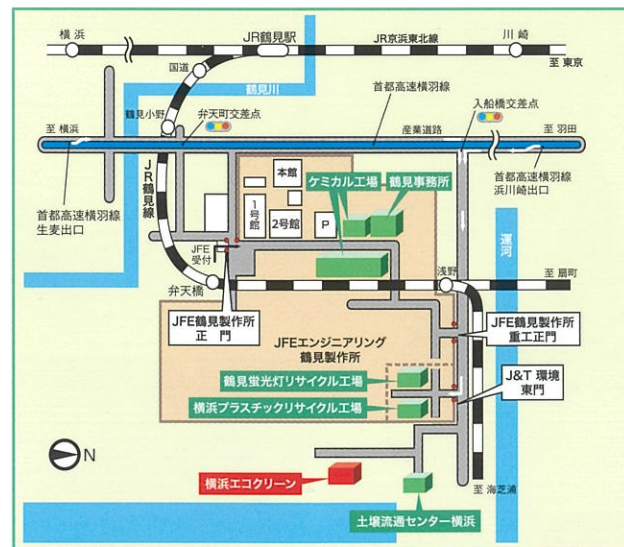 横浜
JR鶴見駅
JR京浜東北線
川崎
至 東京
国道
鶴見川
首都高速横羽線
入船橋交差点
鶴見小野
弁天町交差点
至 横浜
産業道路
至 羽田
首都高速横羽線
生麦出口
JR鶴見線
本館
ケミカル工場
鶴見事務所
首都高速横羽線
浜川崎出口
1号館
2号館
P
JFE
受付
運河
弁天橋
浅野
至 扇町
JFE鶴見製作所
正門
JFEエンジニアリング
鶴見製作所
JFE鶴見製作所
重工正門
鶴見蛍光灯リサイクル工場
J&T 環境
東門
横浜プラスチックリサイクル工場
N
横浜エコクリーン
至 海芝浦
土壌流通センター横浜